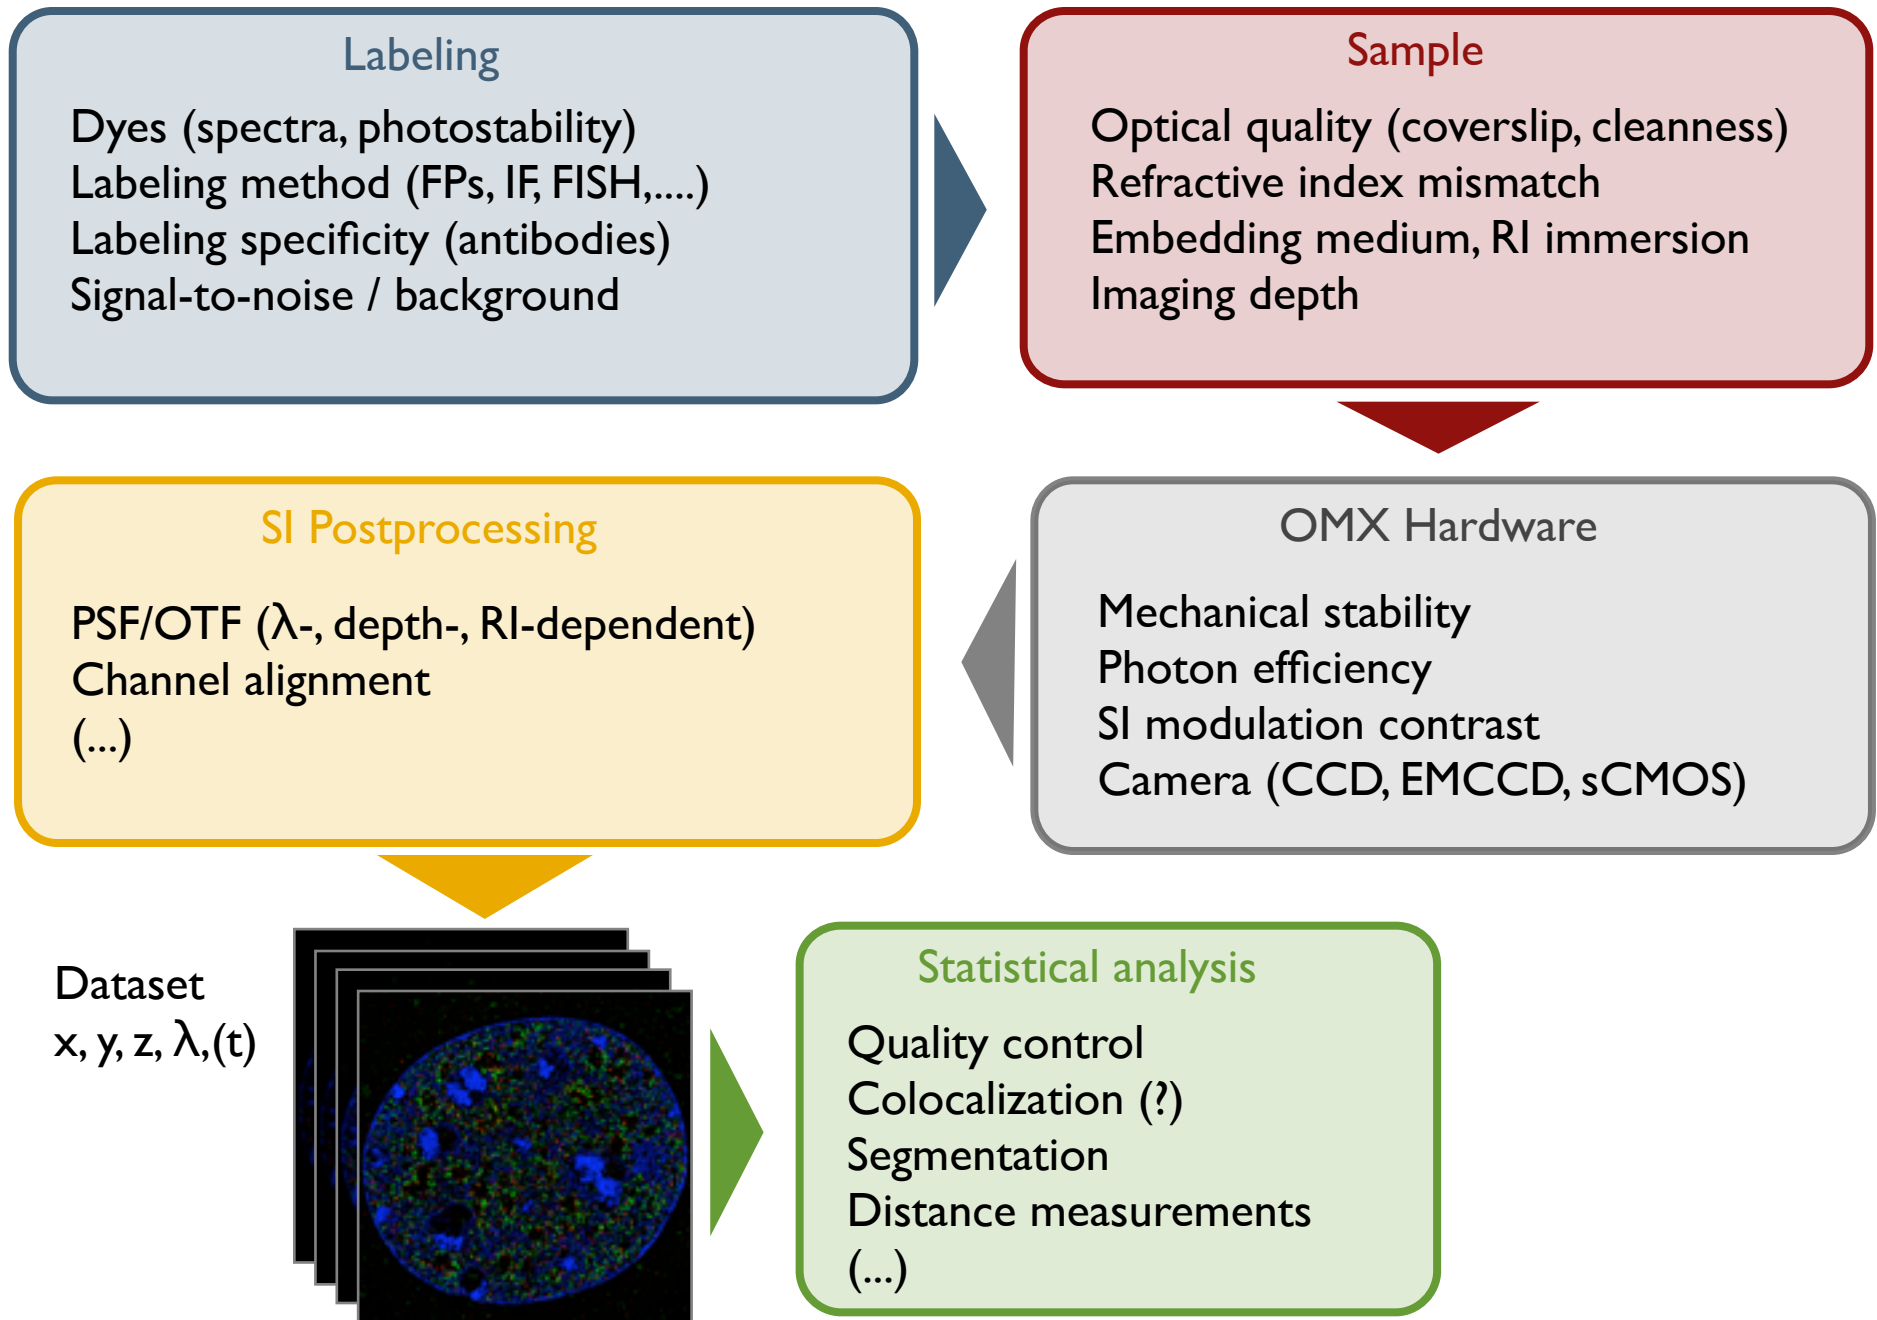 Labeling
Dyes (spectra, photostability)
Labeling method (FPs, IF, FISH,....)
Labeling specificity (antibodies)
Signal-to-noise / background
Sample
Optical quality (coverslip, cleanness)
Refractive index mismatch
Embedding medium, RI immersion
Imaging depth
OMX Hardware
Mechanical stability
Photon efficiency
SI modulation contrast
Camera (CCD, EMCCD, sCMOS)
SI Postprocessing
PSF/OTF (λ-, depth-, RI-dependent)
Channel alignment
(...)
Dataset
x, y, z, λ,(t)
Statistical analysis
Quality control
Colocalization (?)
Segmentation
Distance measurements
(...)